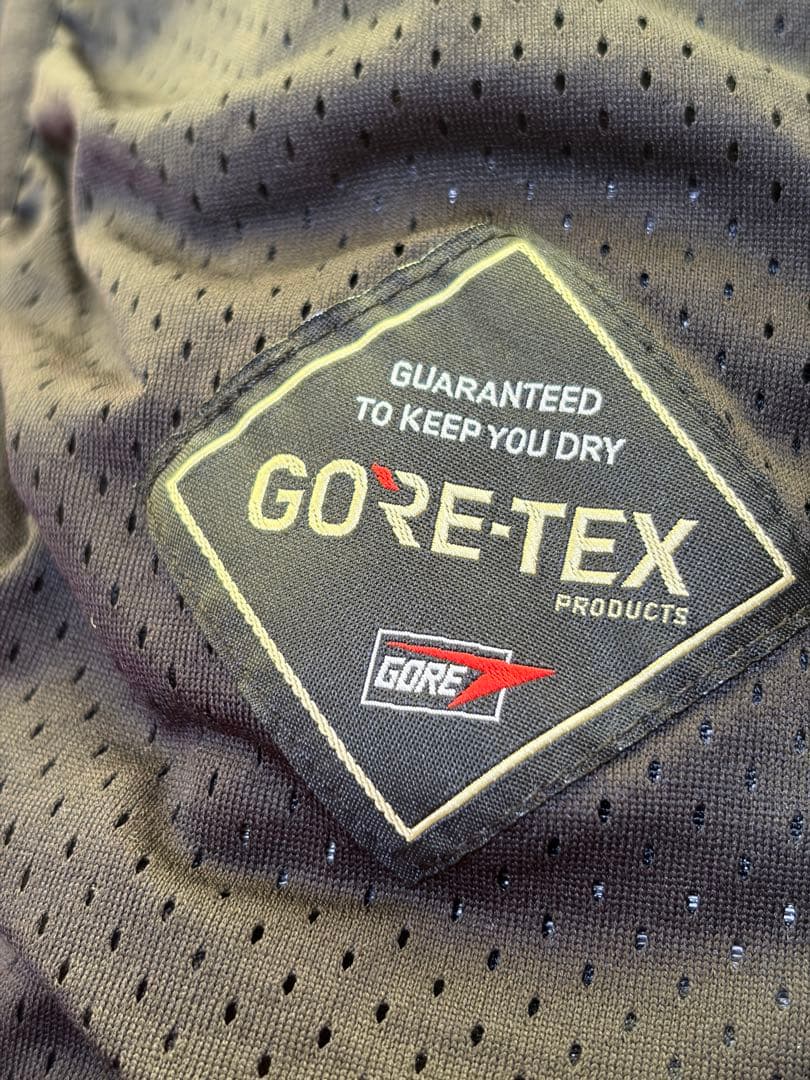 GUARANTEED
TO KEEP YOU DRY
GORE-TEX
PRODUCTS
GORE